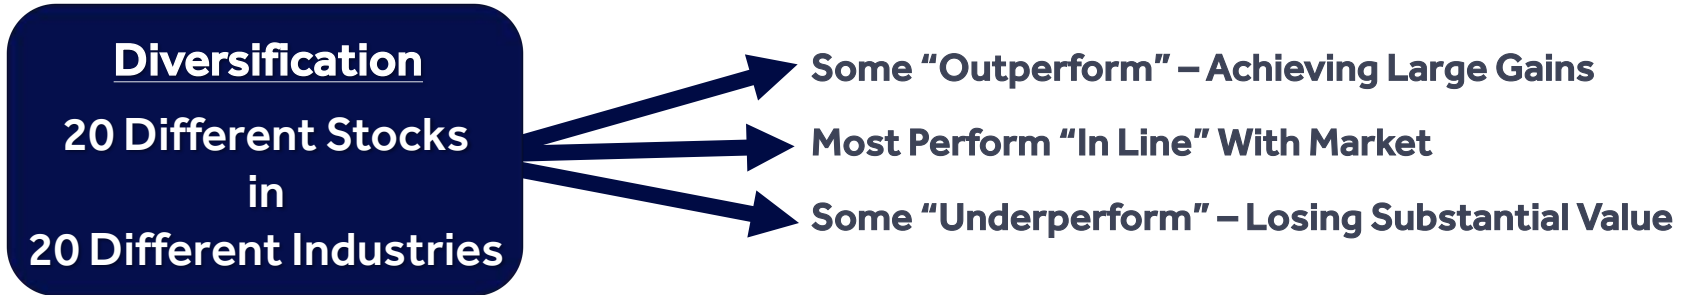 Diversification
20 Different Stocks
in
20 Different Industries
Some “Outperform” – Achieving Large Gains
Most Perform “In Line” With Market
Some “Underperform” – Losing Substantial Value